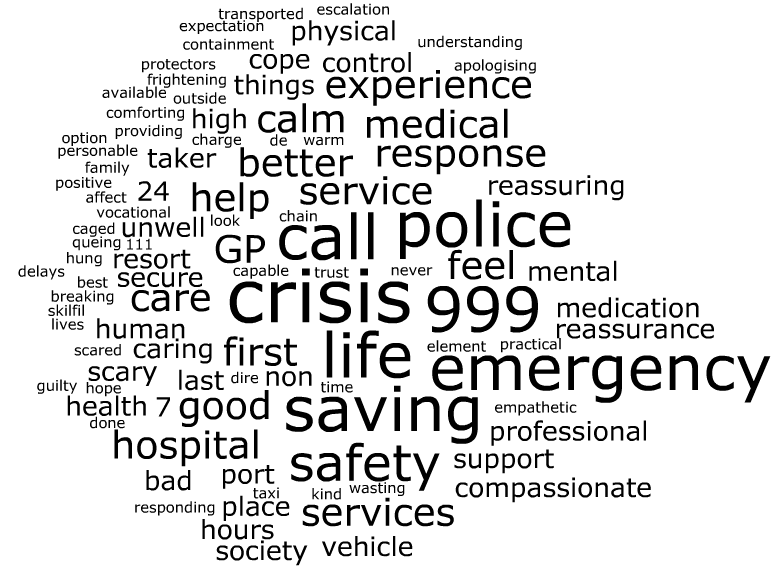 transported escalation
expectation physical
containment understanding
protectors cope control apologising
frightening things experience
available outside
comforting high calm medical
option providing charge de warm
personable taker better response
family
positive 24 help service reassuring
affect
vocational look chain
caged unwell GP call police
queing 111
hung resort feel mental
delays secure capable trust never
best
breaking care crisis 999 medication
skilfil
lives human reassurance
scared caring first life element practical
scary last dire non emergency
guilty hope time
health 7 good saving empathetic
done
hospital professional
bad port safety support
taxi kind wasting compassionate
responding place services
hours
society vehicle